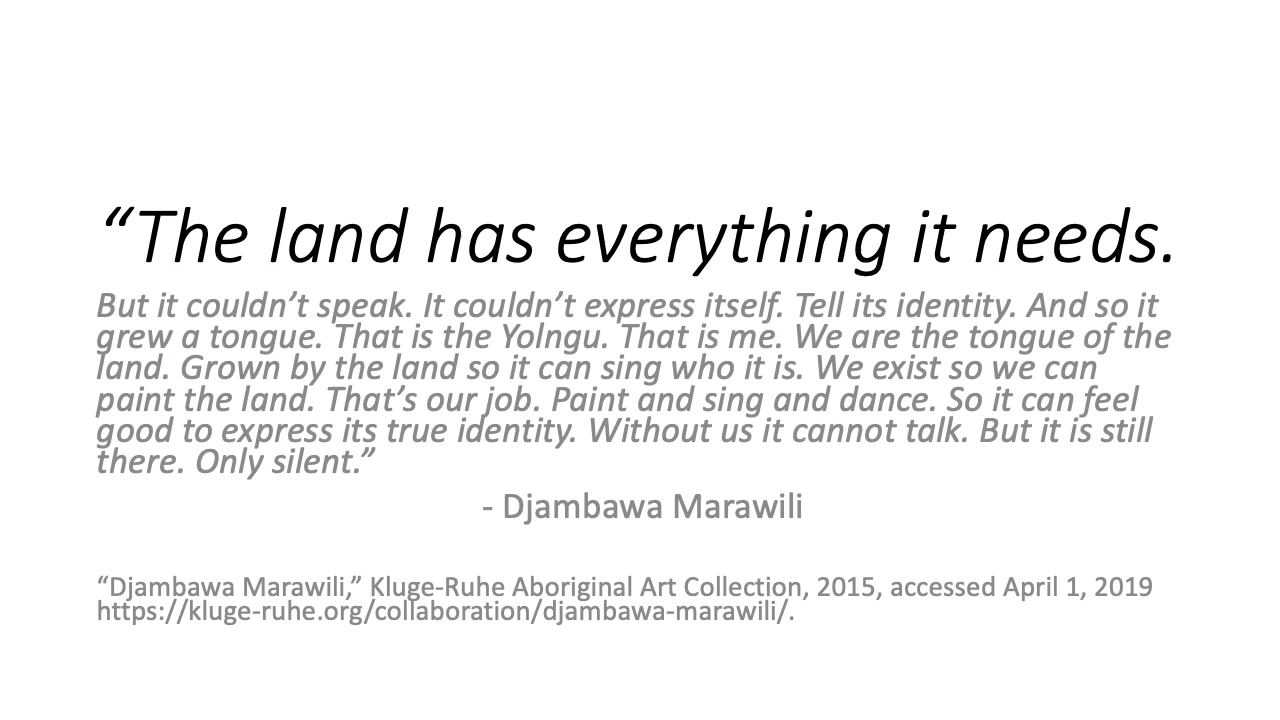 “The land has everything it needs.
But it couldn’t speak. It couldn’t express itself. Tell its identity. And so it
grew a tongue. That is the Yolngu. That is me. We are the tongue of the
land. Grown by the land so it can sing who it is. We exist so we can
paint the land. That’s our job. Paint and sing and dance. So it can feel
good to express its true identity. Without us it cannot talk. But it is still
there. Only silent.”
- Djambawa Marawili
“Djambawa Marawili,” Kluge-Ruhe Aboriginal Art Collection, 2015, accessed April 1, 2019
https://kluge-ruhe.org/collaboration/djambawa-marawili/.